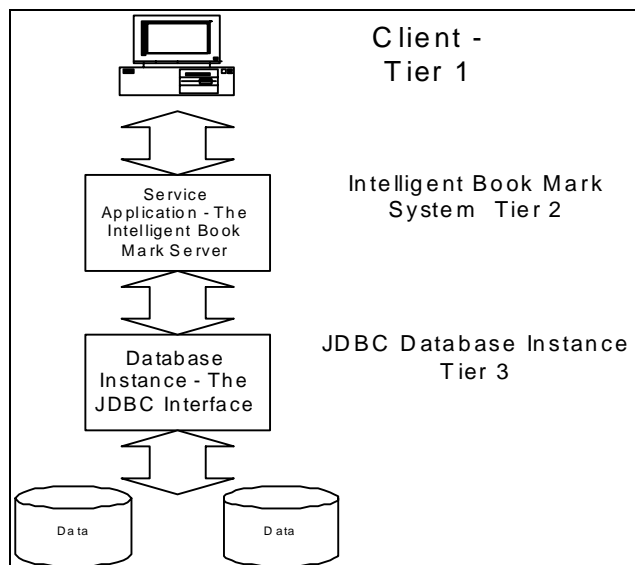 Client -
Tier 1
Service
Application - The
Intelligent Book
Mark Server
Intelligent Book Mark
System Tier 2
Database
Instance - The
JDBC Interface
JDBC Database Instance
Tier 3
Data
Data